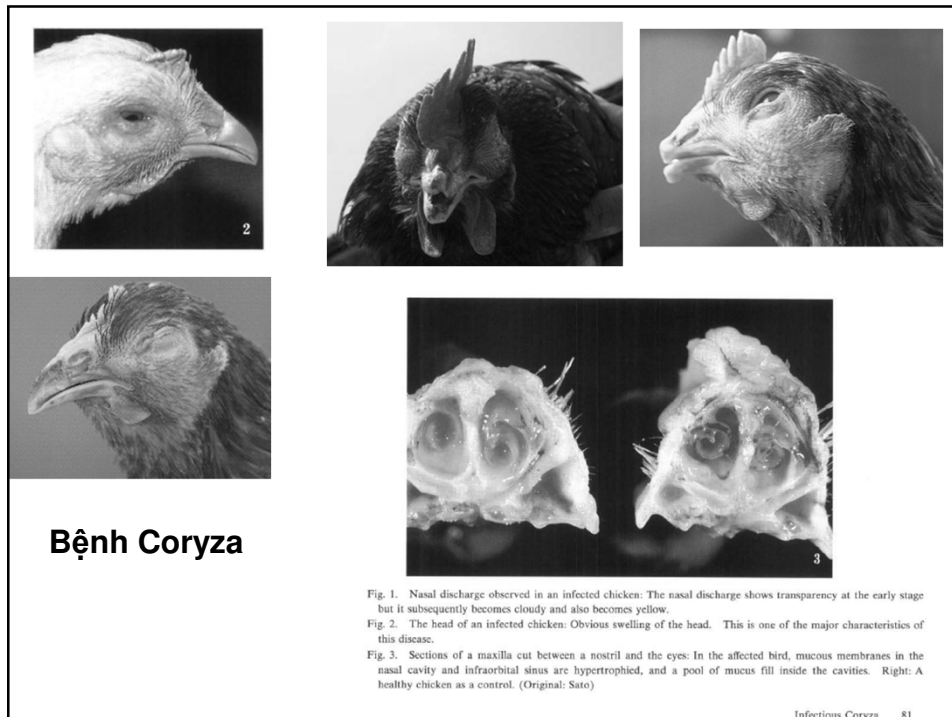 2
3
Bệnh Coryza
Fig. 1. Nasal discharge observed in an infected chicken: The nasal discharge shows transparency at the early stage
but it subsequently becomes cloudy and also becomes yellow.
Fig. 2. The head of an infected chicken: Obvious swelling of the head. This is one of the major characteristics of
this disease.
Fig. 3. Sections of a maxilla cut between a nostril and the eyes: In the affected bird, mucous membranes in the
nasal cavity and infraorbital sinus are hypertrophied, and a pool of mucus fill inside the cavities. Right: A
healthy chicken as a control. (Original: Sato)
Infectious Coryza 81